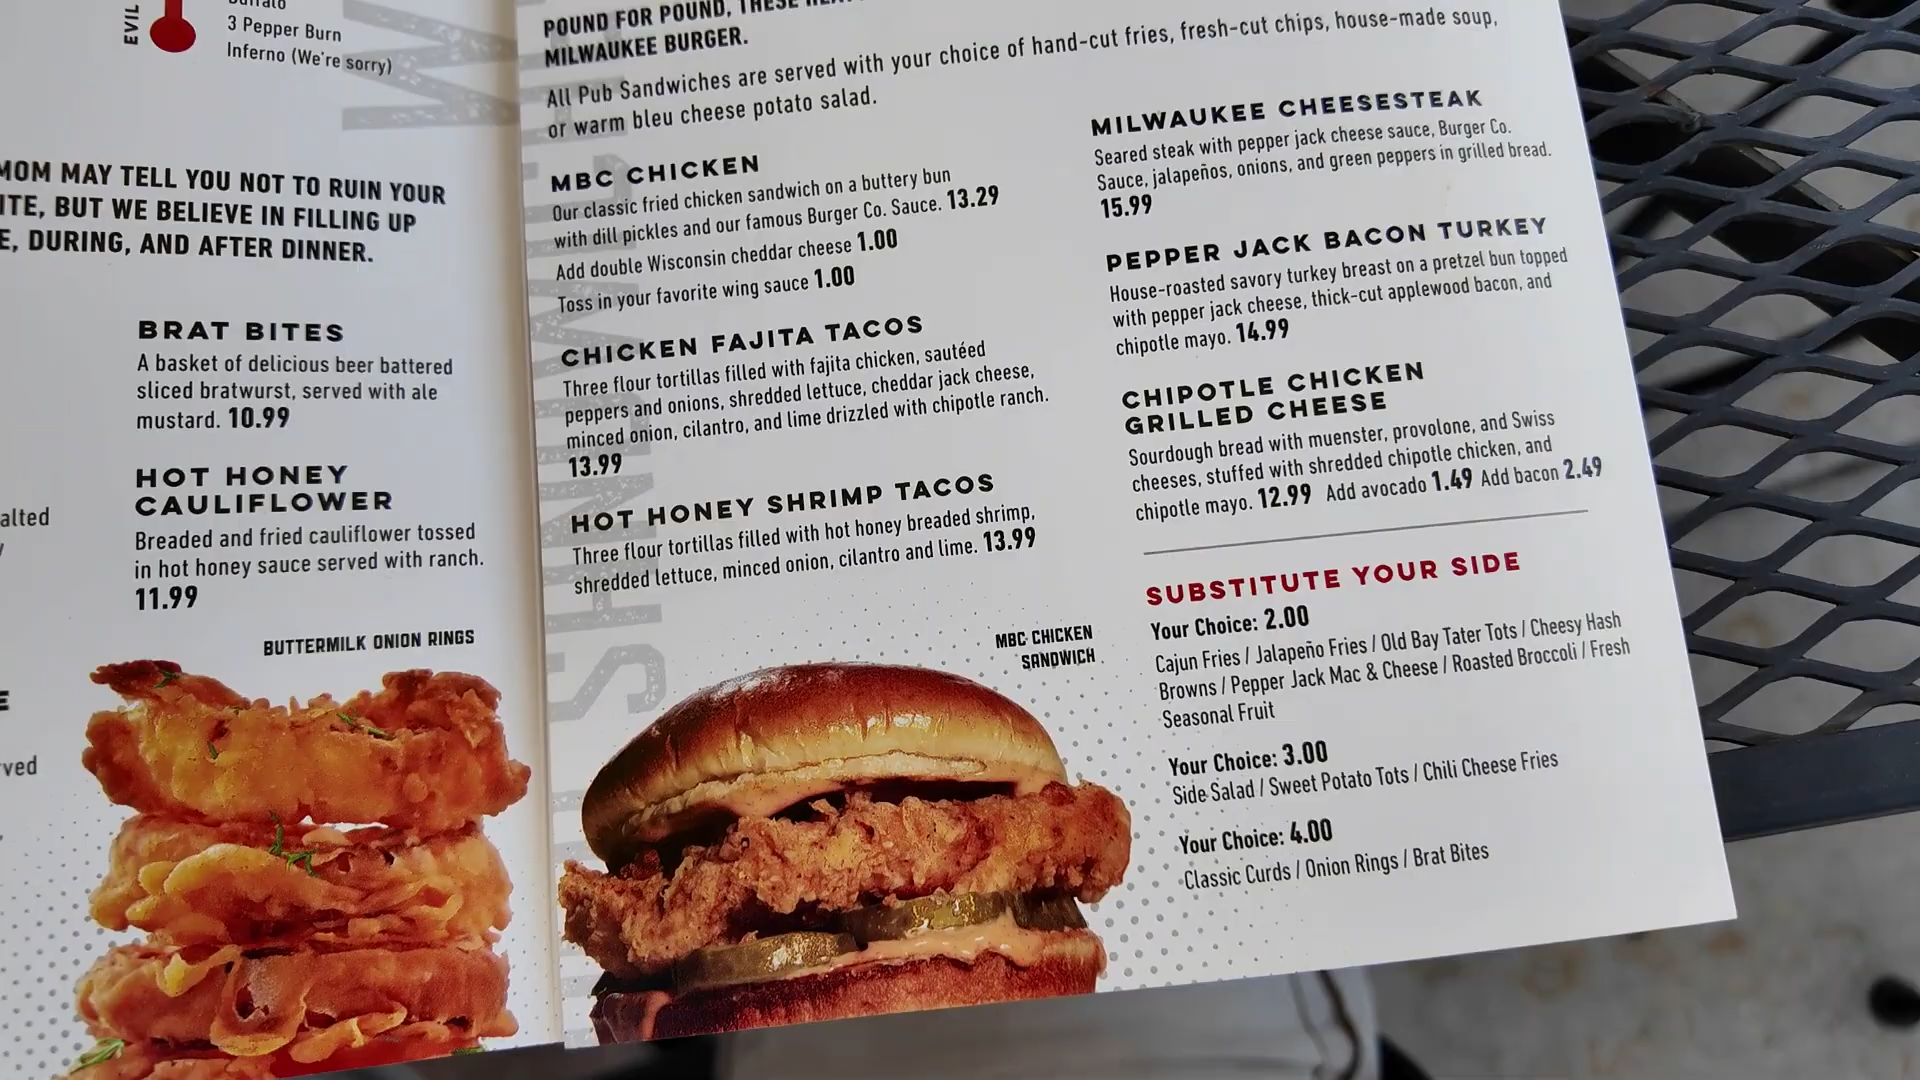 EVIL
3 Pepper Burn
Inferno (We're sorry)
MOM MAY TELL YOU NOT TO RUIN YOUR
BUT WE BELIEVE IN FILLING UP
DURING, AND AFTER DINNER.
BRAT BITES
A basket of delicious beer battered
sliced bratwurst, served with ale
mustard. 10.99
HOT HONEY
CAULIFLOWER
Breaded and fried cauliflower tossed
in hot honey sauce served with ranch.
11.99
BUTTERMILK ONION RINGS
POUND FOR POUND, THESE
MILWAUKEE BURGER.
All Pub Sandwiches are served with your choice of hand-cut fries, fresh-cut chips, house-made soup,
or warm bleu cheese potato salad.
MBC CHICKEN
Our classic fried chicken sandwich on a buttery bun
with dill pickles and our famous Burger Co. Sauce. 13.29
Add double Wisconsin cheddar cheese 1.00
Toss in your favorite wing sauce 1.00
CHICKEN FAJITA TACOS
Three flour tortillas filled with fajita chicken, sautéed
peppers and onions, shredded lettuce, cheddar jack cheese,
minced onion, cilantro, and lime drizzled with chipotle ranch.
13.99
HOT HONEY SHRIMP TACOS
Three flour tortillas filled with hot honey breaded shrimp,
shredded lettuce, minced onion, cilantro and lime. 13.99
MBC CHICKEN
SANDWICH
MILWAUKEE CHEESESTEAK
Seared steak with pepper jack cheese sauce, Burger Co.
Sauce, jalapeños, onions, and green peppers in grilled bread.
15.99
PEPPER JACK BACON TURKEY
House-roasted savory turkey breast on a pretzel bun topped
with pepper jack cheese, thick-cut applewood bacon, and
chipotle mayo. 14.99
CHIPOTLE CHICKEN
GRILLED CHEESE
Sourdough bread with muenster, provolone, and Swiss
cheeses, stuffed with shredded chipotle chicken, and
chipotle mayo. 12.99 Add avocado 1.49 Add bacon 2.49
SUBSTITUTE YOUR SIDE
Your Choice: 2.00
Cajun Fries / Jalapeño Fries / Old Bay Tater Tots / Cheesy Hash
Browns / Pepper Jack Mac & Cheese / Roasted Broccoli / Fresh
Seasonal Fruit
Your Choice: 3.00
Side Salad / Sweet Potato Tots / Chili Cheese Fries
Your Choice: 4.00
Classic Curds / Onion Rings / Brat Bites